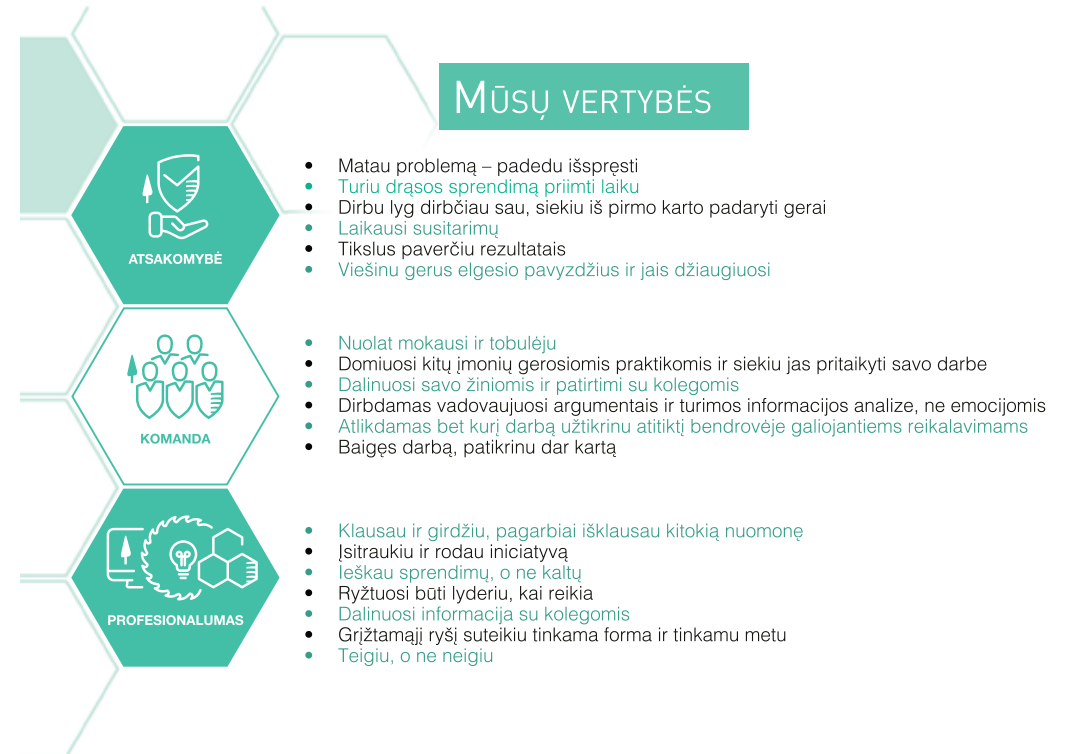 MŪSŲ VERTYBĖS
ATSAKOMYBĖ
• Matau problemą – padedu išspręsti
• Turiu drąsos sprendimą priimti laiku
• Dirbu lyg dirbčiau sau, siekiu iš pirmo karto padaryti gerai
• Laikausi susitarimų
• Tikslus paverčiu rezultatais
• Viešinu gerus elgesio pavyzdžius ir jais džiaugiuosi
KOMANDA
• Nuolat mokausi ir tobulėju
• Domiuosi kitų įmonių gerosiomis praktikomis ir siekiu jas pritaikyti savo darbe
• Dalinuosi savo žiniomis ir patirtimi su kolegomis
• Dirbdamas vadovaujuosi argumentais ir turimos informacijos analize, ne emocijomis
• Atlikdamas bet kurį darbą užtikrinu atitiktį bendrovėje galiojantiems reikalavimams
• Baigęs darbą, patikrinu dar kartą
PROFESIONALUMAS
• Klausau ir girdžiu, pagarbiai išklausau kitokią nuomonę
• Įsitraukiu ir rodau iniciatyvą
• Ieškau sprendimų, o ne kaltų
• Ryžtuosi būti lyderiu, kai reikia
• Dalinuosi informacija su kolegomis
• Grįžtamąjį ryšį suteikiu tinkama forma ir tinkamu metu
• Teigiu, o ne neigiu